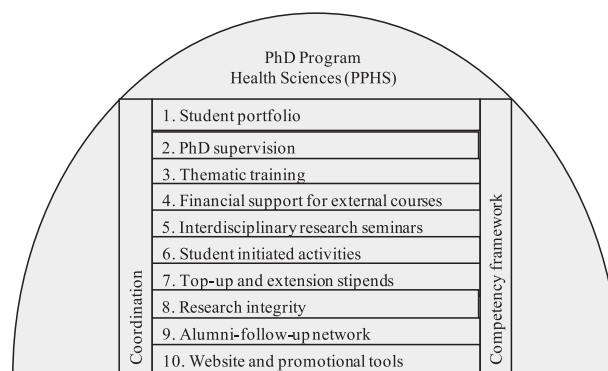 PhD Program
Health Sciences (PPHS)
1. Student portfolio
2. PhD supervision
3. Thematic training
4. Financial support for external courses
5. Interdisciplinary research seminars
6. Student initiated activities
7. Top-up and extension stipends
8. Research integrity
9. Alumni-follow-up network
10. Website and promotional tools
Coordination
Competency framework